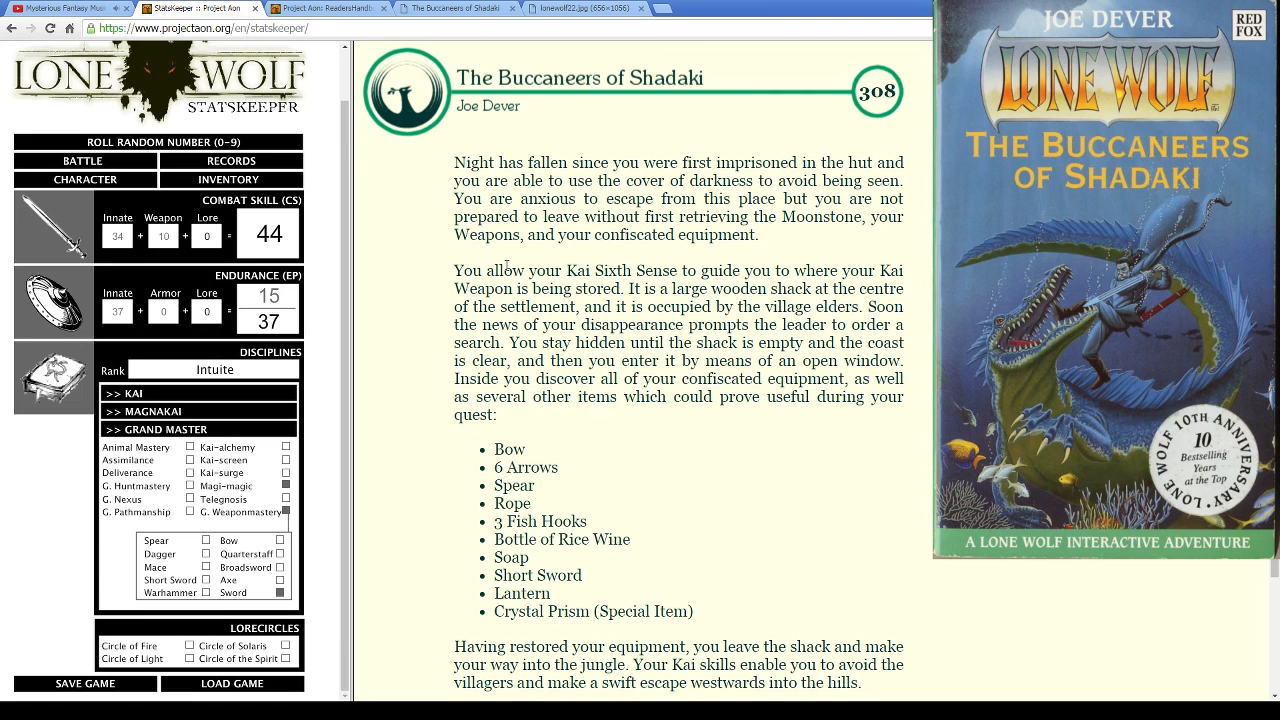 Mysterious Fantasy Musi
StatsKeeper :: Project Aon
Project Aon: ReadersHandb
The Buccaneers of Shadaki
lonewolf22.jpg (656×1056)
https://www.projectaon.org/en/statskeeper/
LONE WOLF
STATSKEEPER
ROLL RANDOM NUMBER (0-9)
BATTLE
RECORDS
CHARACTER
INVENTORY
COMBAT SKILL (CS)
Innate Weapon Lore
34 + 10 + 0 = 44
ENDURANCE (EP)
Innate Armor Lore
37 + 0 + 0 = 15
37
DISCIPLINES
Rank Intuite
>> KAI
>> MAGNAKAI
>> GRAND MASTER
Animal Mastery Kai-alchemy
Assimilance Kai-screen
Deliverance Kai-surge
G. Huntmastery Magi-magic
G. Nexus Telegnosis
G. Pathmanship G. Weaponmastery
Spear Bow
Dagger Quarterstaff
Mace Broadsword
Short Sword Axe
Warhammer Sword
LORECIRCLES
Circle of Fire Circle of Solaris
Circle of Light Circle of the Spirit
SAVE GAME
LOAD GAME
The Buccaneers of Shadaki
Joe Dever
308
Night has fallen since you were first imprisoned in the hut and
you are able to use the cover of darkness to avoid being seen.
You are anxious to escape from this place but you are not
prepared to leave without first retrieving the Moonstone, your
Weapons, and your confiscated equipment.
You allow your Kai Sixth Sense to guide you to where your Kai
Weapon is being stored. It is a large wooden shack at the centre
of the settlement, and it is occupied by the village elders. Soon
the news of your disappearance prompts the leader to order a
search. You stay hidden until the shack is empty and the coast
is clear, and then you enter it by means of an open window.
Inside you discover all of your confiscated equipment, as well
as several other items which could prove useful during your
quest:
• Bow
• 6 Arrows
• Spear
• Rope
• 3 Fish Hooks
• Bottle of Rice Wine
• Soap
• Short Sword
• Lantern
• Crystal Prism (Special Item)
Having restored your equipment, you leave the shack and make
your way into the jungle. Your Kai skills enable you to avoid the
villagers and make a swift escape westwards into the hills
JOE DEVER
RED
FOX
LONE WOLF
THE BUCCANEERS
OF SHADAKI
LONE WOLF 10TH ANNIVERSARY
10
Bestselling
Years
at the Top
A LONE WOLF INTERACTIVE ADVENTURE